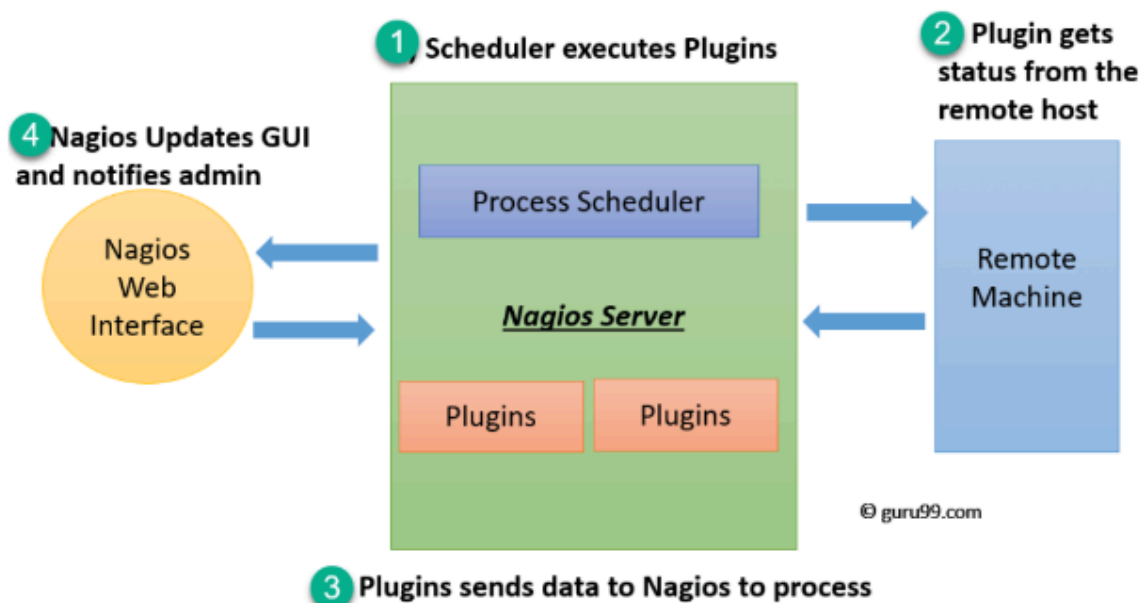 1, Scheduler executes Plugins
2 Plugin gets
status from the
remote host
4 Nagios Updates GUI
and notifies admin
Process Scheduler
Nagios
Web
Interface
Remote
Machine
Nagios Server
Plugins
Plugins
© guru99.com
3 Plugins sends data to Nagios to process